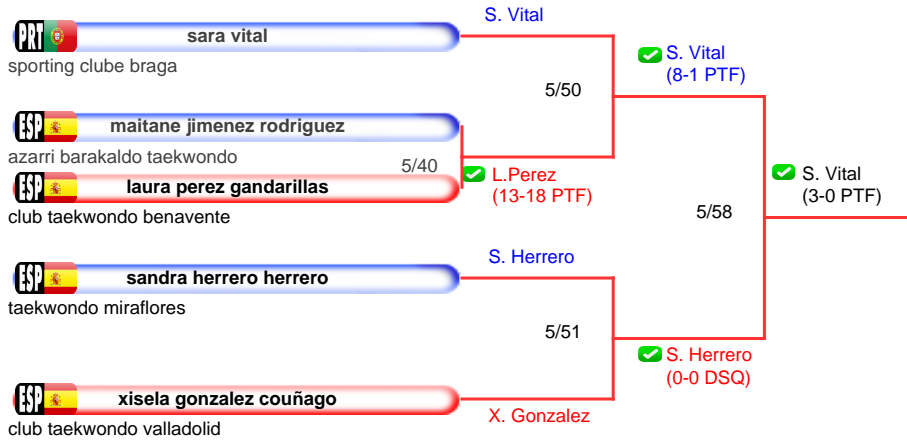 S. Vital
PRT sara vital
sporting clube braga
S. Vital
(8-1 PTF)
5/50
ESP maitane jimenez rodriguez
azarri barakaldo taekwondo
5/40
L.Perez
(13-18 PTF)
ESP laura perez gandarillas
club taekwondo benavente
S. Vital
(3-0 PTF)
5/58
S. Herrero
ESP sandra herrero herrero
taekwondo miraflores
5/51
S. Herrero
(0-0 DSQ)
ESP xisela gonzalez couñago
X. Gonzalez
club taekwondo valladolid